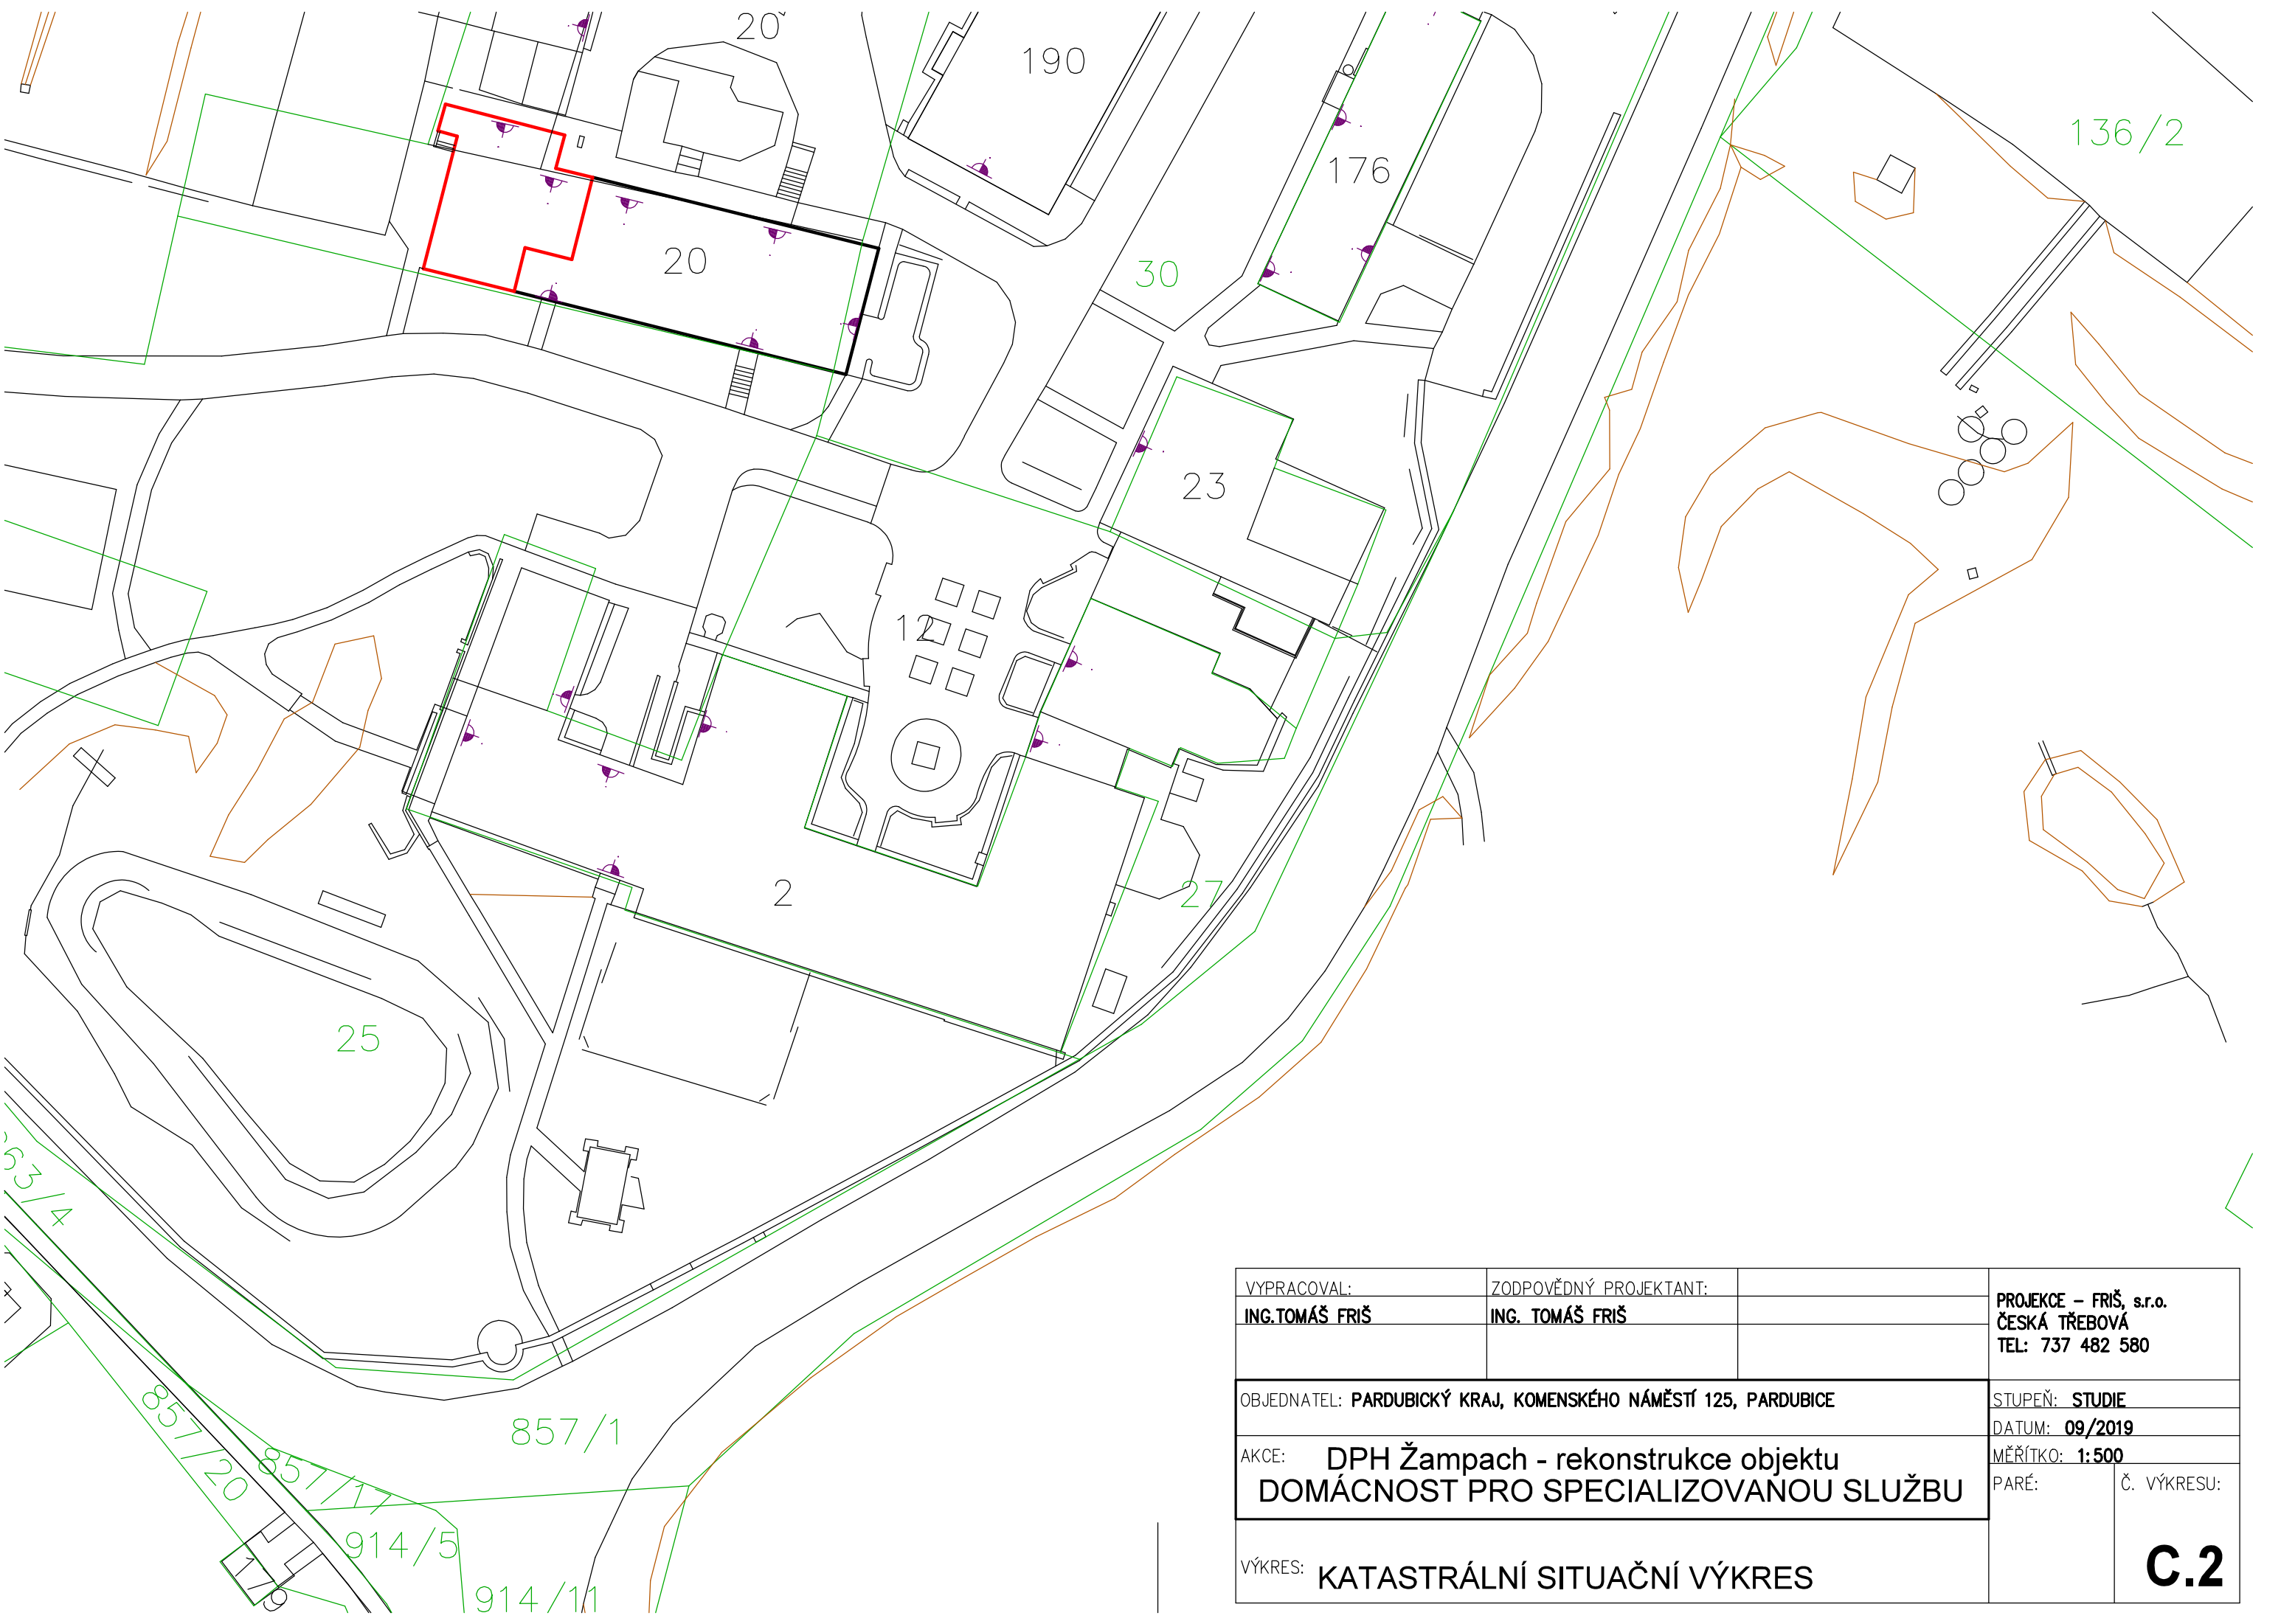 20
190
136/2
176
20
30
23
12
2
27
25
63/4
857/1
857/20
857/17
914/5
914/11
VYPRACOVAL:
ZODPOVĚDNÝ PROJEKTANT:
ING.TOMÁŠ FRIŠ
ING. TOMÁŠ FRIŠ
PROJEKCE – FRIŠ, s.r.o.
ČESKÁ TŘEBOVÁ
TEL: 737 482 580
OBJEDNATEL: PARDUBICKÝ KRAJ, KOMENSKÉHO NÁMĚSTÍ 125, PARDUBICE
STUPEŇ: STUDIE
DATUM: 09/2019
MĚŘÍTKO: 1:500
AKCE: DPH Žampach - rekonstrukce objektu
DOMÁCNOST PRO SPECIALIZOVANOU SLUŽBU
PARÉ:
Č. VÝKRESU:
VÝKRES: KATASTRÁLNÍ SITUAČNÍ VÝKRES
C.2